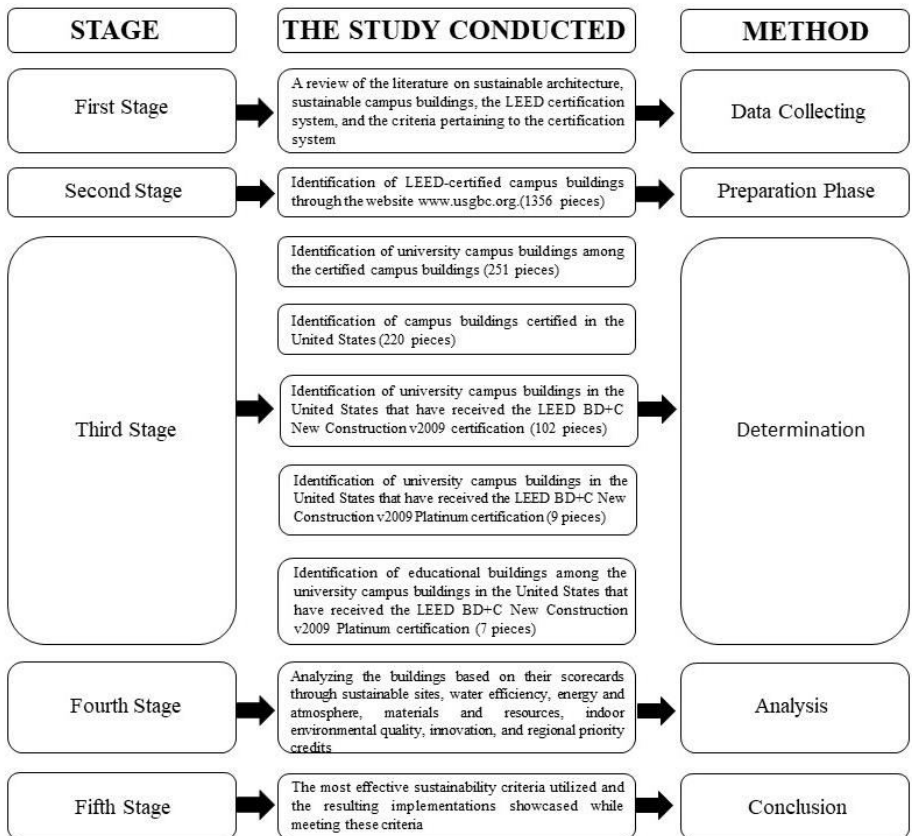 STAGE
THE STUDY CONDUCTED
METHOD
First Stage
A review of the literature on sustainable architecture,
sustainable campus buildings, the LEED certification
system, and the criteria pertaining to the certification
system
Data Collecting
Second Stage
Identification of LEED-certified campus buildings
through the website www.usgbc.org.(1356 pieces)
Preparation Phase
Third Stage
Identification of university campus buildings among
the certified campus buildings (251 pieces)
Identification of campus buildings certified in the
United States (220 pieces)
Identification of university campus buildings in the
United States that have received the LEED BD+C
New Construction v2009 certification (102 pieces)
Identification of university campus buildings in the
United States that have received the LEED BD+C New
Construction v2009 Platinum certification (9 pieces)
Identification of educational buildings among the
university campus buildings in the United States that
have received the LEED BD+C New Construction
v2009 Platinum certification (7 pieces)
Determination
Fourth Stage
Analyzing the buildings based on their scorecards
through sustainable sites, water efficiency, energy and
atmosphere, materials and resources, indoor
environmental quality, innovation, and regional priority
credits
Analysis
Fifth Stage
The most effective sustainability criteria utilized and
the resulting implementations showcased while
meeting these criteria
Conclusion